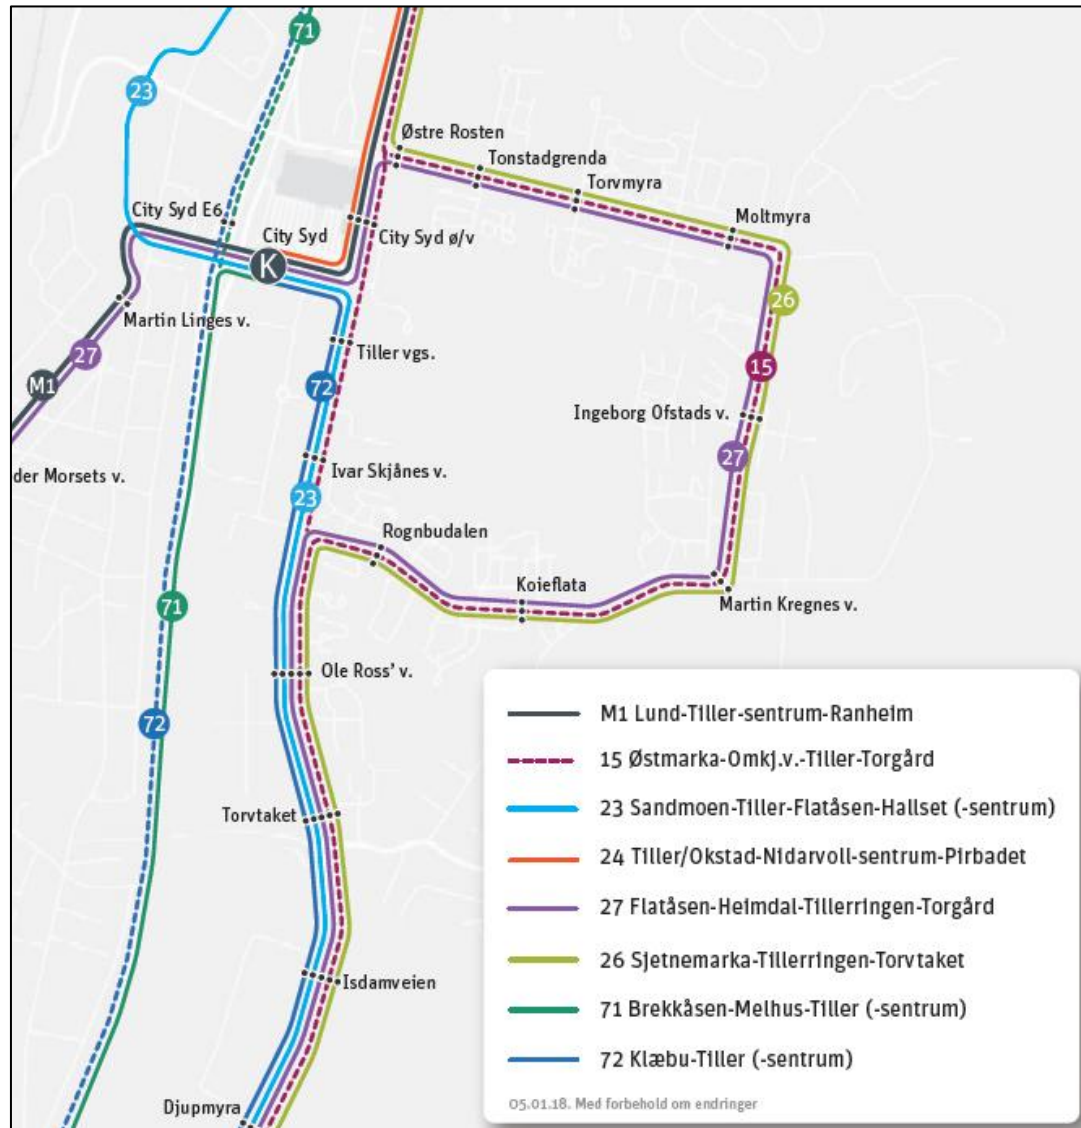 71
23
Østre Rosten
Tonstadgrenda
Torvmyra
Moltmyra
City Syd E6
City Syd
City Syd ø/v
K
26
Martin Linges v.
27
Tiller vgs.
15
M1
72
Ingeborg Ofstads v.
27
der Morsets v.
Ivar Skjånes v.
23
Rognbudalen
Koieflata
71
Martin Kregnes v.
Ole Ross' v.
72
Torvtaket
Isdamveien
Djupmyra
M1 Lund-Tiller-sentrum-Ranheim
15 Østmarka-Omkj.v.-Tiller-Torgård
23 Sandmoen-Tiller-Flatåsen-Hallset (-sentrum)
24 Tiller/Okstad-Nidarvoll-sentrum-Pirbadet
27 Flatåsen-Heimdal-Tillerringen-Torgård
26 Sjetnemarka-Tillerringen-Torvtaket
71 Brekkåsen-Melhus-Tiller (-sentrum)
72 Klæbu-Tiller (-sentrum)
05.01.18. Med forbehold om endringer